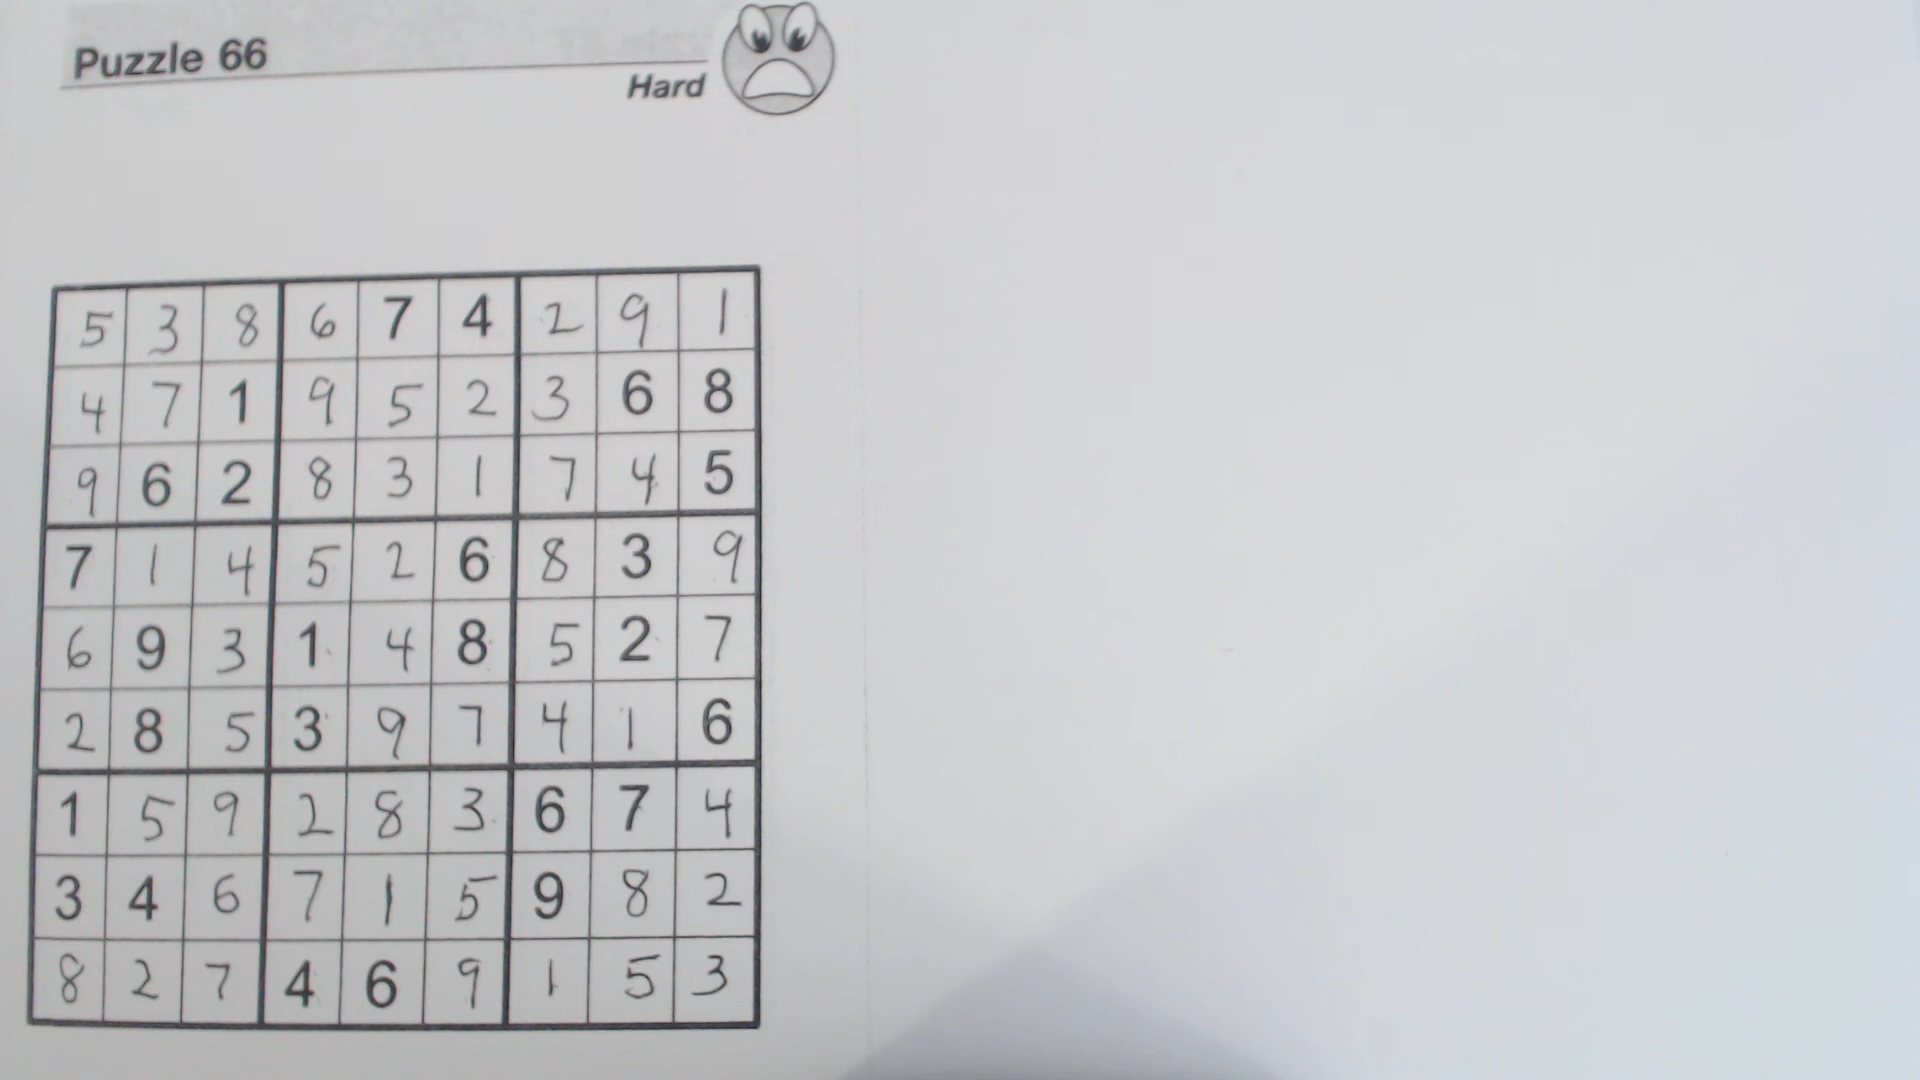 Puzzle 66
Hard
5 3 8 6 7 4 2 9 1
4 7 1 9 5 2 3 6 8
9 6 2 8 3 1 7 4 5
7 1 4 5 2 6 8 3 9
6 9 3 1 4 8 5 2 7
2 8 5 3 9 7 4 1 6
1 5 9 2 8 3 6 7 4
3 4 6 7 1 5 9 8 2
8 2 7 4 6 9 1 5 3